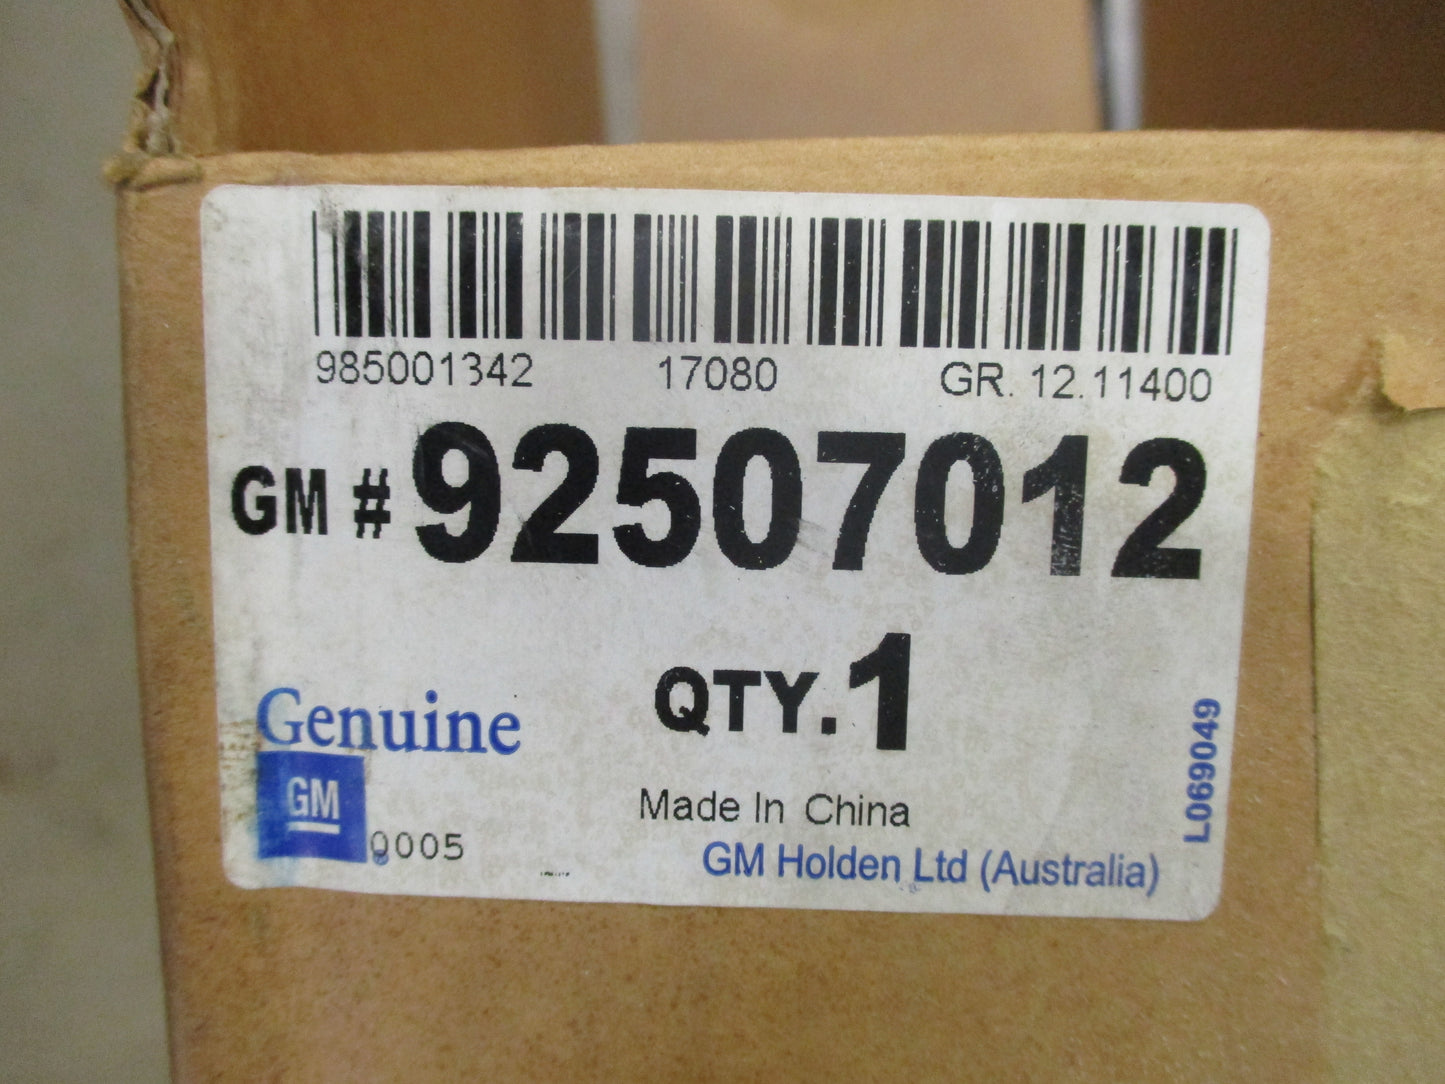 985001342 17080 GR. 12.11400
GM # 92507012
QTY. 1
Genuine
GM
0005
Made In China
GM Holden Ltd (Australia)
L069049